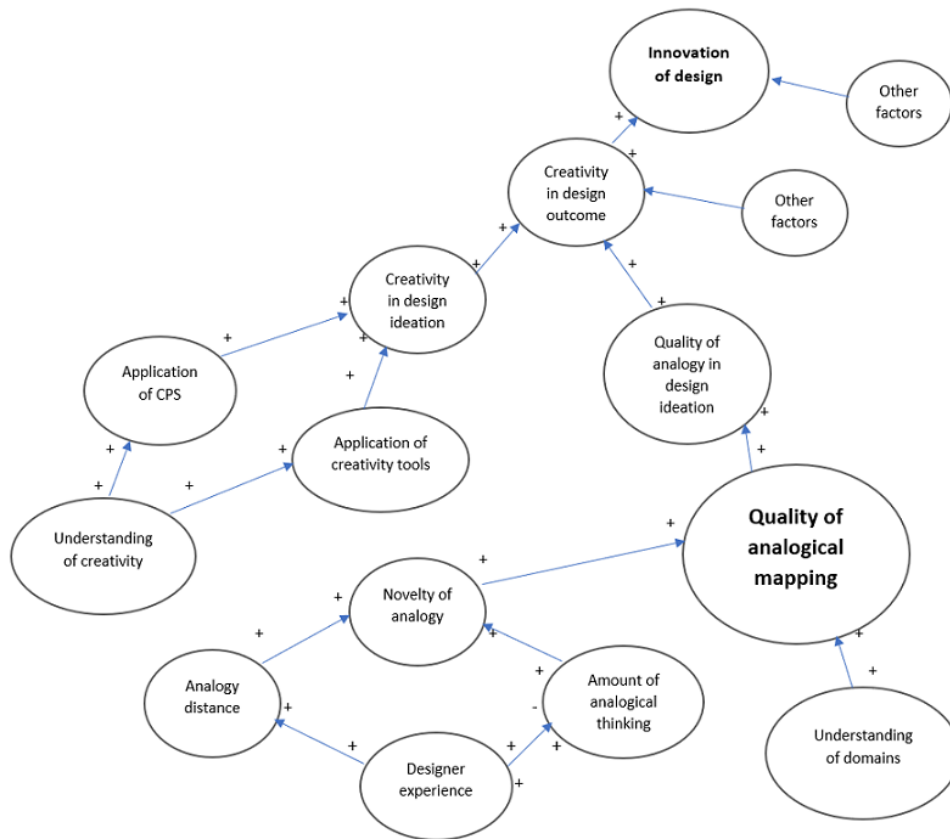 Innovation
of design
Other
factors
+
+
Creativity
in design
outcome
Other
factors
+
+
+
+
Creativity
in design
ideation
+
+
+
+
Quality of
analogy in
design
ideation
Application
of CPS
+
+
+
+
+
Application of
creativity tools
+
+
Understanding
of creativity
Quality of
analogical
mapping
+
+
Novelty of
analogy
+
+
+
+
+
+
Analogy
distance
+
-
Amount of
analogical
thinking
+
+
+
+
Designer
experience
Understanding
of domains